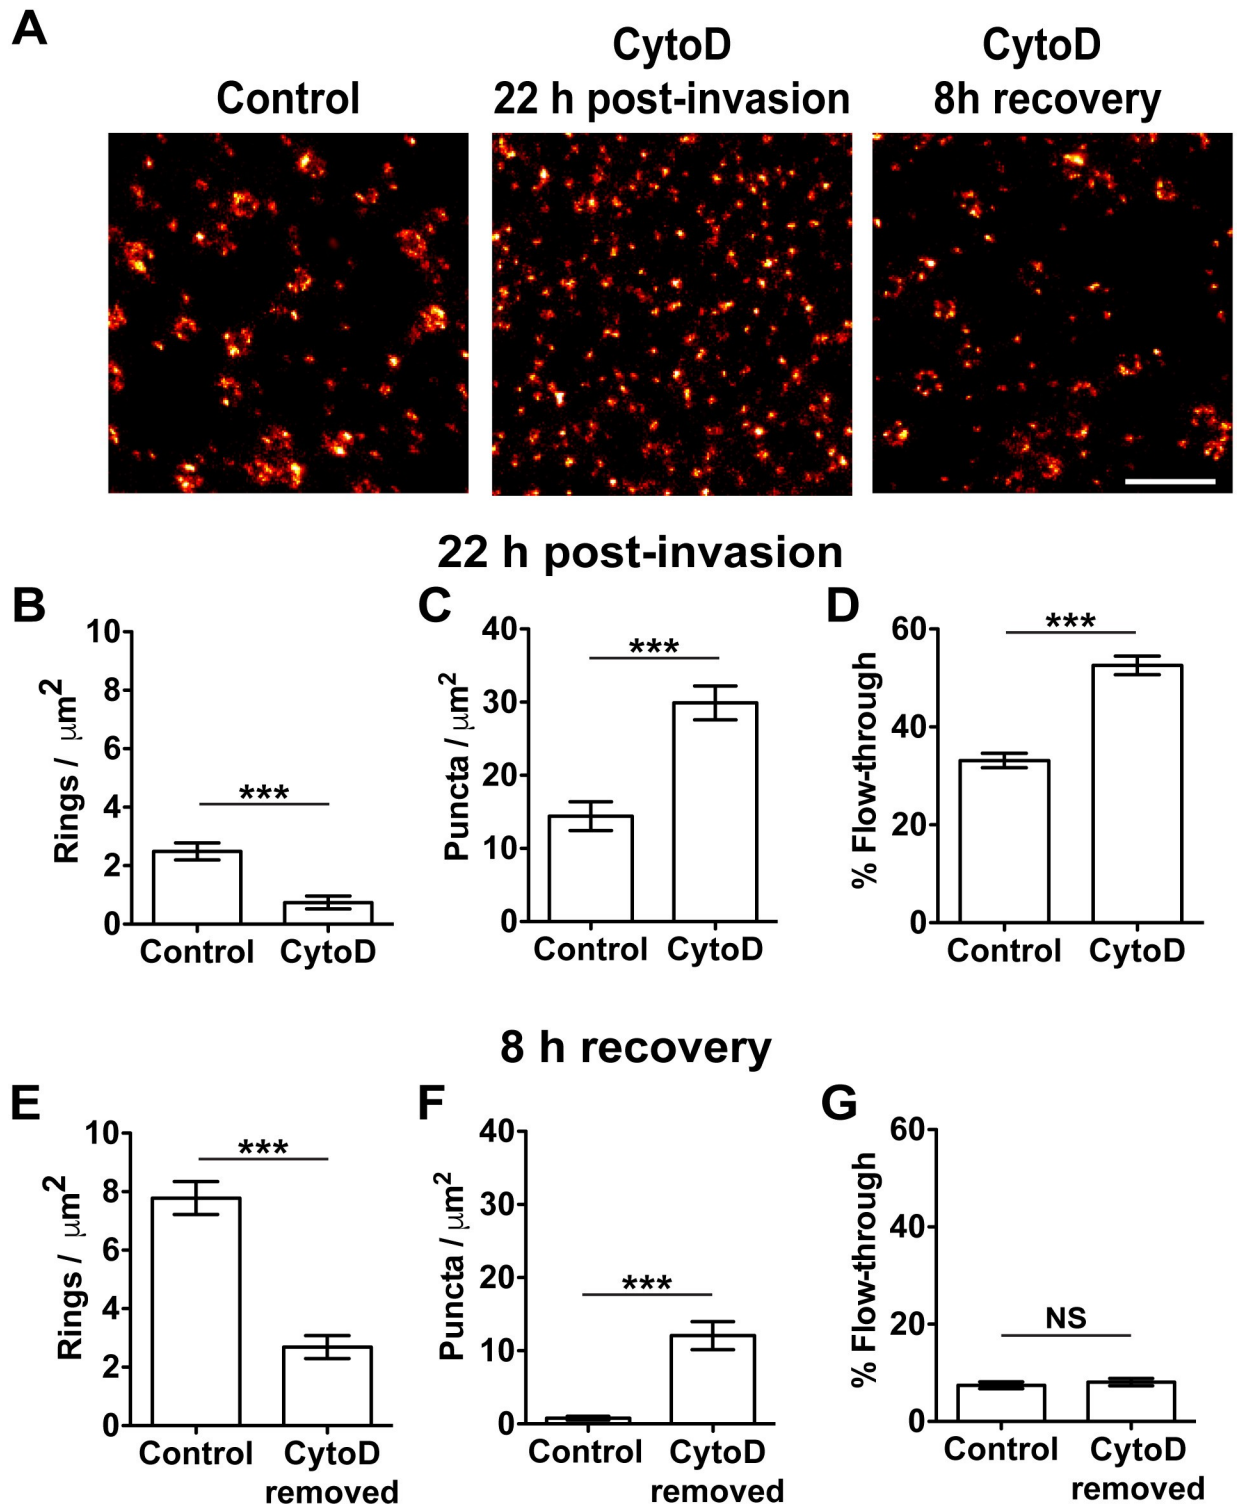 A
Control
CytoD
22 h post-invasion
CytoD
8h recovery
22 h post-invasion
B
Rings / μm2
10
8
6
4
2
0
***
Control
CytoD
C
Puncta / μm2
40
30
20
10
0
***
Control
CytoD
D
% Flow-through
60
40
20
0
***
Control
CytoD
8 h recovery
E
Rings / μm2
10
8
6
4
2
0
***
Control
CytoD
removed
F
Puncta / μm2
40
30
20
10
0
***
Control
CytoD
removed
G
% Flow-through
60
40
20
0
NS
Control
CytoD
removed